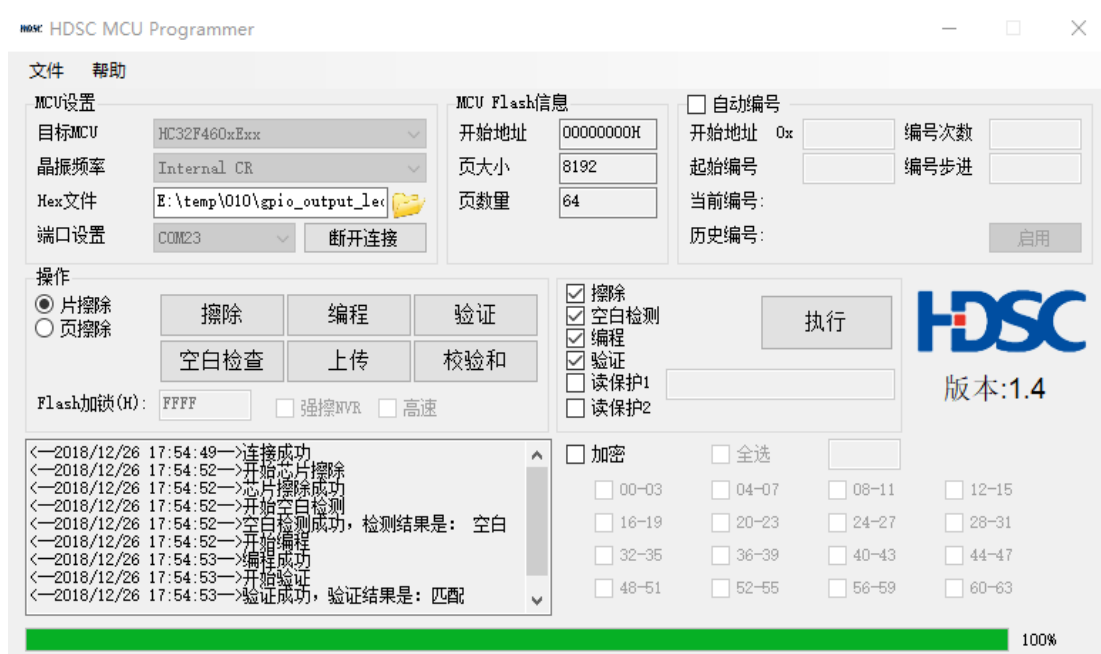 HDSC HDSC MCU Programmer
文件 帮助
MCU设置
目标MCU HC32F460xExx
晶振频率 Internal CR
Hex文件 E:\temp\010\gpio_output_le
端口设置 COM23 断开连接
MCU Flash信息
开始地址 00000000H
页大小 8192
页数量 64
自动编号
开始地址 0x 编号次数
起始编号 编号步进
当前编号:
历史编号: 启用
操作
片擦除
页擦除
擦除 编程 验证
空白检查 上传 校验和
Flash加锁(H): FFFF 强擦NVR 高速
擦除
空白检测
编程
验证
读保护1
读保护2
执行
HDSC
版本:1.4
<—2018/12/26 17:54:49—>连接成功
<—2018/12/26 17:54:52—>开始芯片擦除
<—2018/12/26 17:54:52—>芯片擦除成功
<—2018/12/26 17:54:52—>开始空白检测
<—2018/12/26 17:54:52—>空白检测成功，检测结果是： 空白
<—2018/12/26 17:54:52—>开始编程
<—2018/12/26 17:54:53—>编程成功
<—2018/12/26 17:54:53—>开始验证
<—2018/12/26 17:54:53—>验证成功，验证结果是：匹配
加密 全选
00-03 04-07 08-11 12-15
16-19 20-23 24-27 28-31
32-35 36-39 40-43 44-47
48-51 52-55 56-59 60-63
100%